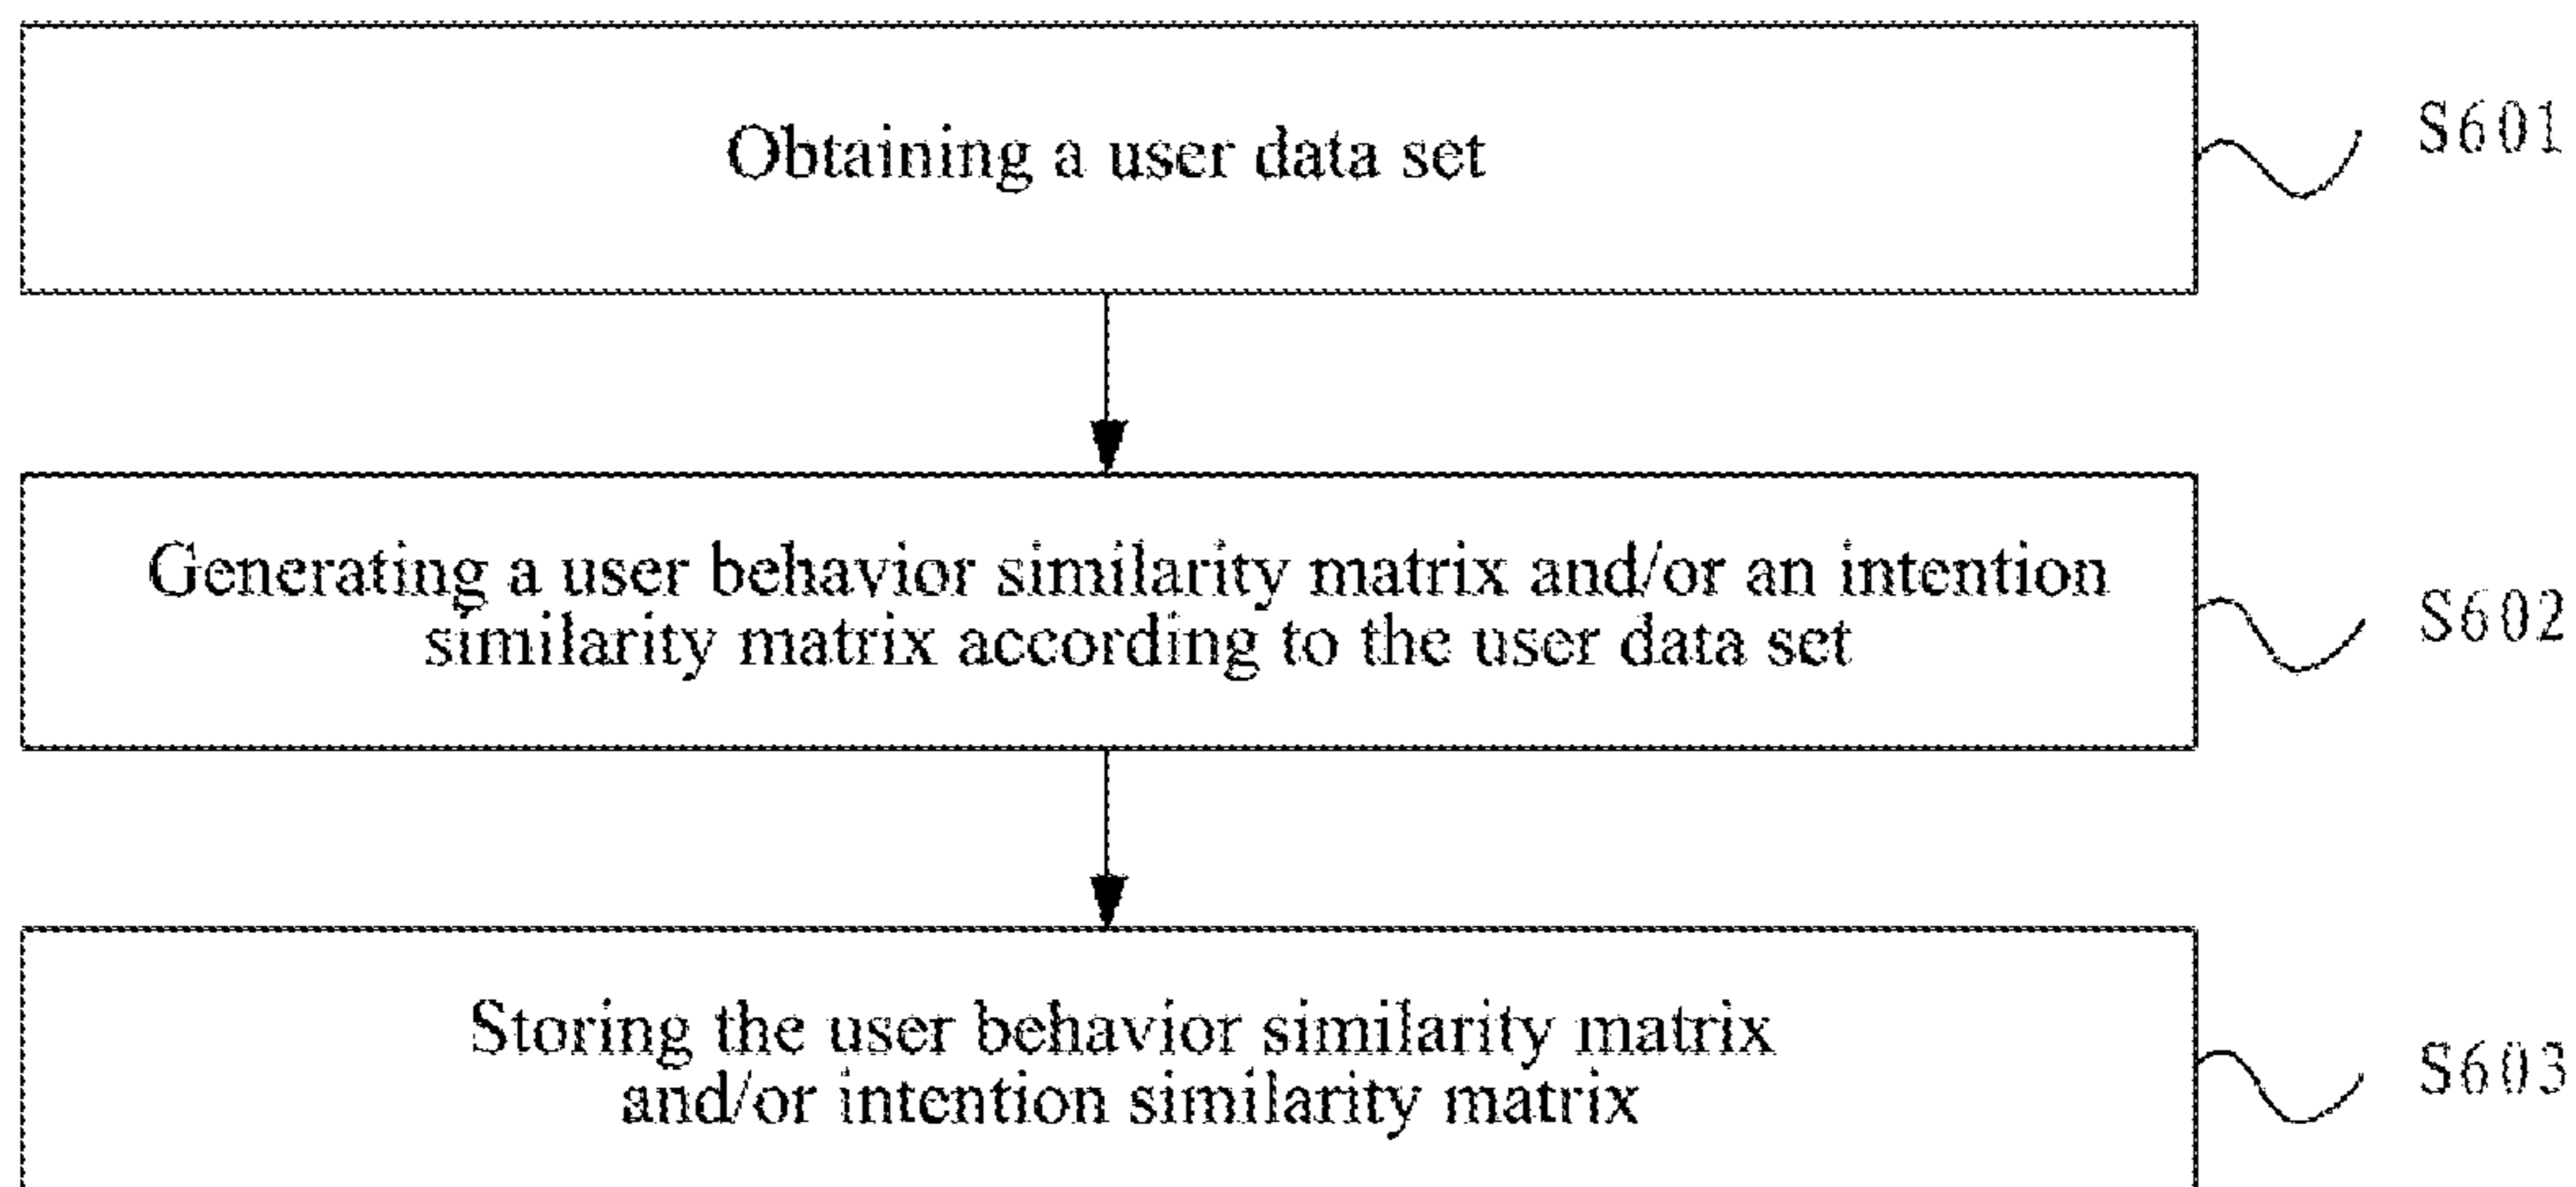 Obtaining a user data set
S601
Generating a user behavior similarity matrix and/or an intention
similarity matrix according to the user data set
S602
Storing the user behavior similarity matrix
and/or intention similarity matrix
S603